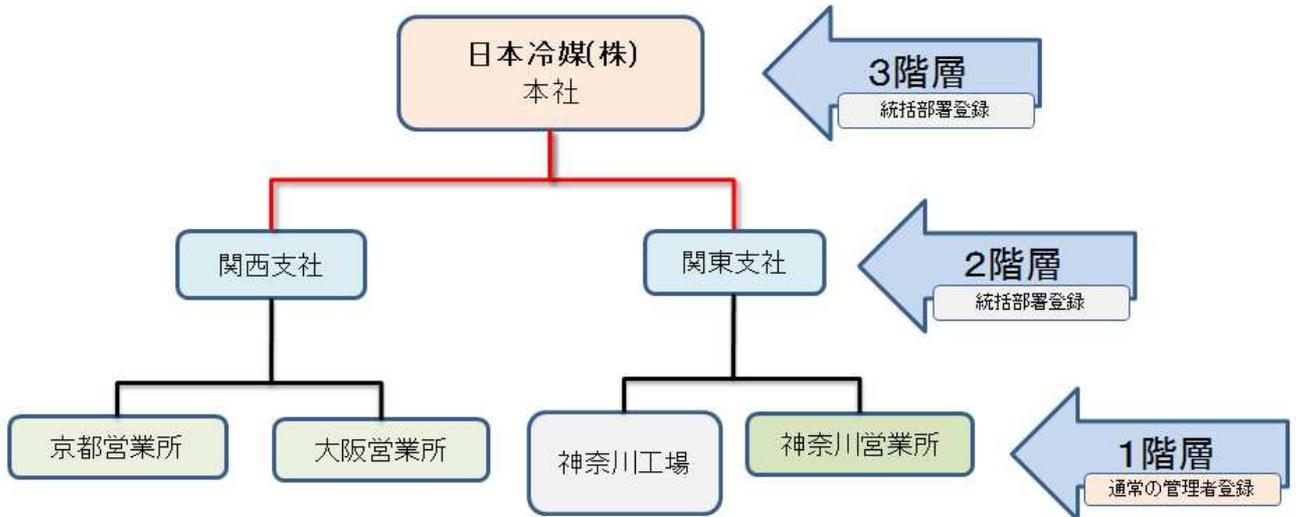 日本冷媒(株)
本社
3階層
統括部署登録
関西支社
関東支社
2階層
統括部署登録
京都営業所
大阪営業所
神奈川工場
神奈川営業所
1階層
通常の管理者登録